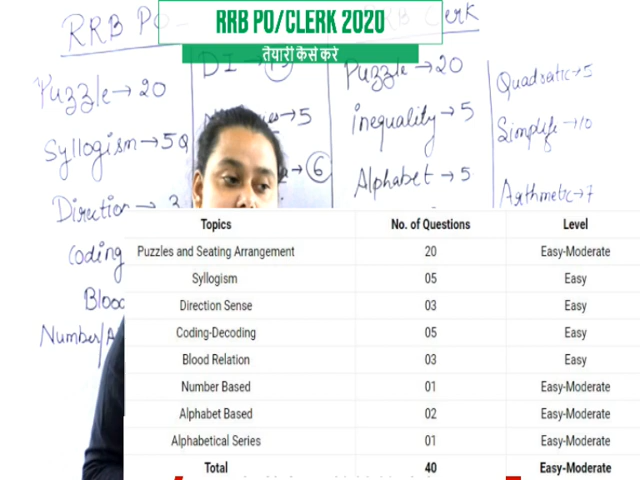 RRB PO/CLERK 2020
तैयारी कैसे करे
RRB PO
Clerk
Puzzle → 20
Syllogism → 5Q
Direction → 3
Coding
Blood
Number/A
DI →
→ 5
→ 6
Puzzle → 20
inequality → 5
Alphabet → 5
Quadratic → 5
Simplifi → 10
Arthmetic → 7
Topics No. of Questions Level
Puzzles and Seating Arrangement 20 Easy-Moderate
Syllogism 05 Easy
Direction Sense 03 Easy
Coding-Decoding 05 Easy
Blood Relation 03 Easy
Number Based 01 Easy-Moderate
Alphabet Based 02 Easy-Moderate
Alphabetical Series 01 Easy-Moderate
Total 40 Easy-Moderate